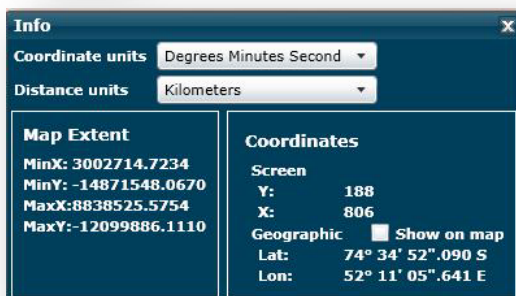 Info X
Coordinate units Degrees Minutes Second
Distance units Kilometers
Map Extent
MinX: 3002714.7234
MinY: -14871548.0670
MaxX:8838525.5754
MaxY:-12099886.1110
Coordinates
Screen
Y: 188
X: 806
Geographic Show on map
Lat: 74° 34' 52".090 S
Lon: 52° 11' 05".641 E